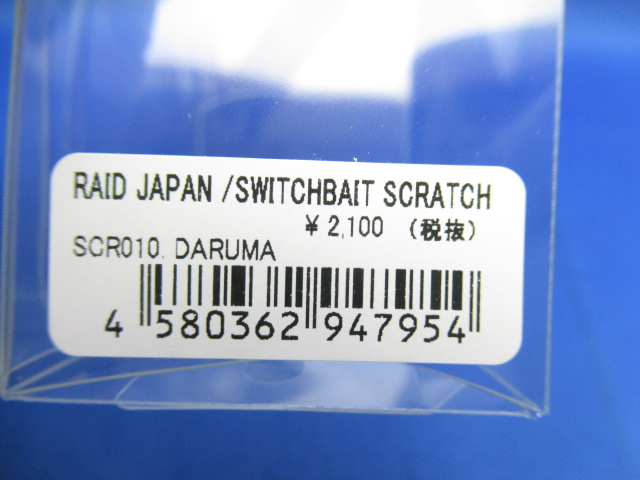 RAID JAPAN /SWITCHBAIT SCRATCH
¥2,100 (税抜)
SCR010. DARUMA
4 580362 947954